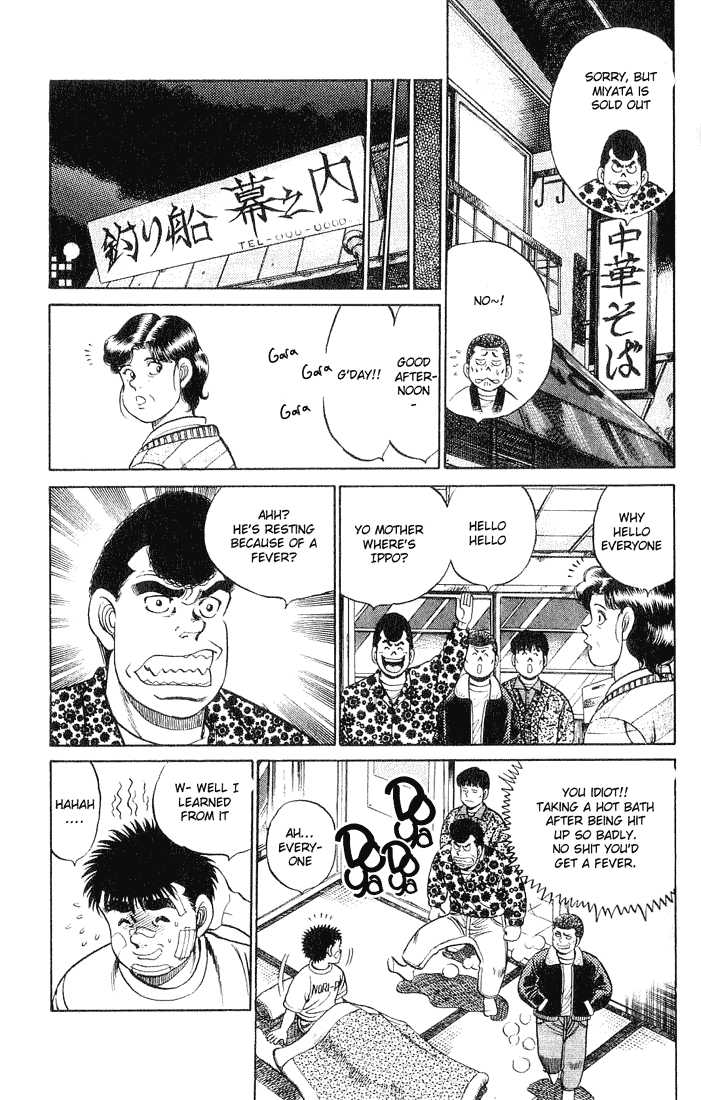 SORRY, BUT
MIYATA IS
SOLD OUT
中華そば
NO~!
釣り船 幕之内
TEL-000-0000
GOOD
AFTER-
NOON
-
G'DAY!!
Gara
Gara
Gara
WHY
HELLO
EVERYONE
HELLO
HELLO
YO MOTHER
WHERE'S
IPPO?
AHH?
HE'S RESTING
BECAUSE OF A
FEVER?
YOU IDIOT!!
TAKING A HOT BATH
AFTER BEING HIT
UP SO BADLY.
NO SHIT YOU'D
GET A FEVER.
Doya
Doya
Doya
AH...
EVERY-
ONE
NORI-P
W- WELL I
LEARNED
FROM IT
HAHAH
....